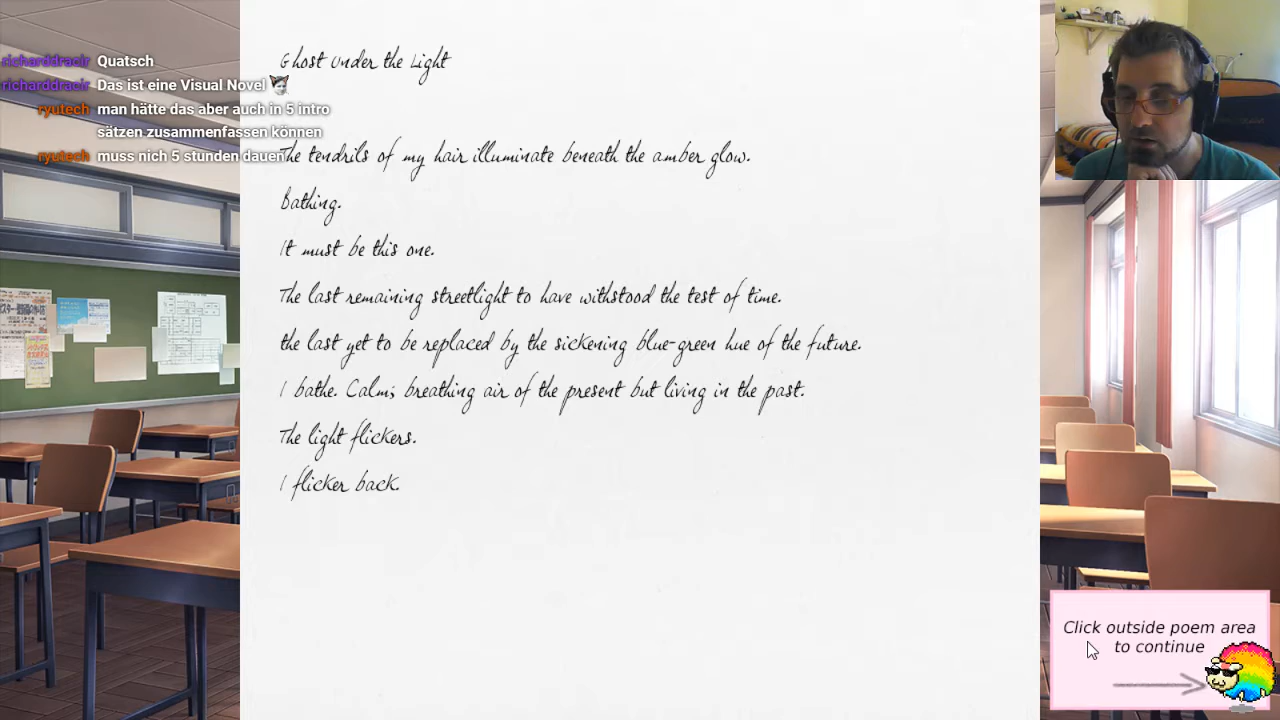 Ghost Under the Light
richarddracir Quatsch
richarddracir Das ist eine Visual Novel
ryutech man hätte das aber auch in 5 intro
sätzen zusammenfassen können
ryutech muss nich 5 stunden dauern
The tendrils of my hair illuminate beneath the amber glow.
Bathing.
It must be this one.
The last remaining streetlight to have withstood the test of time.
the last yet to be replaced by the sickening blue-green hue of the future.
I bathe. Calm; breathing air of the present but living in the past.
The light flickers.
I flicker back.
Click outside poem area
to continue